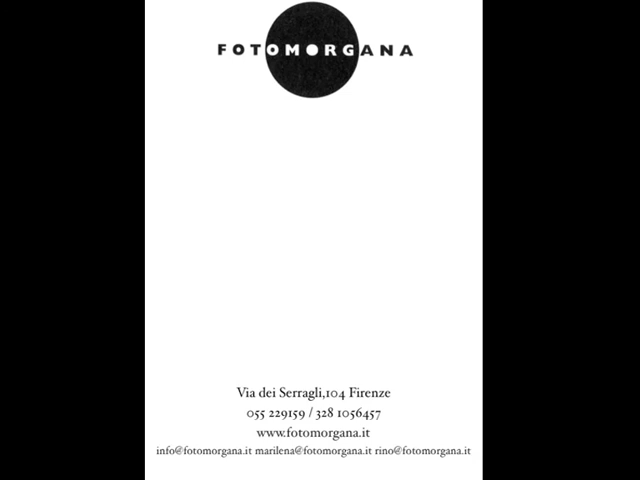 FOTOMORGANA
Via dei Serragli,104 Firenze
055 229159 / 328 1056457
www.fotomorgana.it
info@fotomorgana.it marilena@fotomorgana.it rino@fotomorgana.it